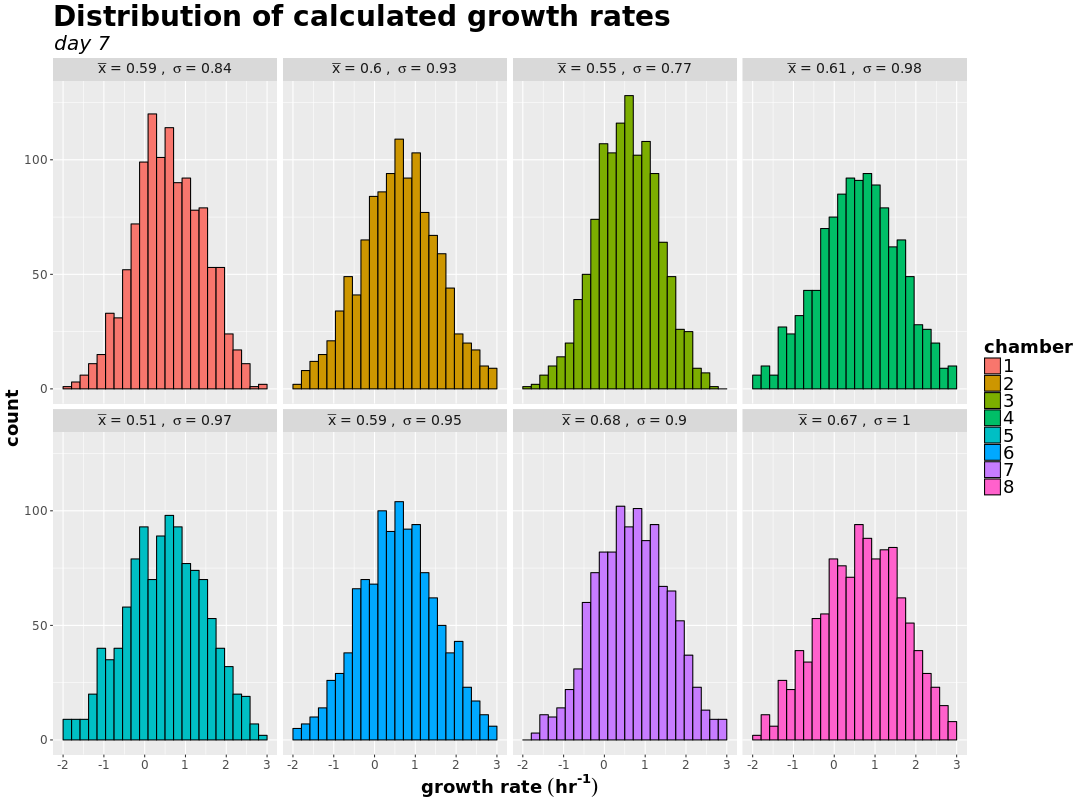 Distribution of calculated growth rates
day 7
x̅ = 0.59 , σ = 0.84
x̅ = 0.6 , σ = 0.93
x̅ = 0.55 , σ = 0.77
x̅ = 0.61 , σ = 0.98
100
50
0
x̅ = 0.51 , σ = 0.97
x̅ = 0.59 , σ = 0.95
x̅ = 0.68 , σ = 0.9
x̅ = 0.67 , σ = 1
100
50
0
-2 -1 0 1 2 3
-2 -1 0 1 2 3
-2 -1 0 1 2 3
-2 -1 0 1 2 3
count
growth rate (hr⁻¹)
chamber
1
2
3
4
5
6
7
8